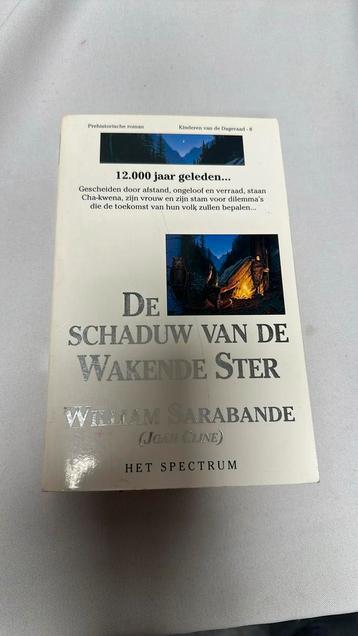 Prehistorische roman
Kinderen van de Dageraad - 8
12.000 jaar geleden...
Gescheiden door afstand, ongeloof en verraad, staan
Cha-kwena, zijn vrouw en zijn stam voor dilemma's
die de toekomst van hun volk zullen bepalen...
DE
SCHADUW VAN DE
WAKENDE STER
WILLIAM SARABANDE
(JOAN CLINE)
HET SPECTRUM